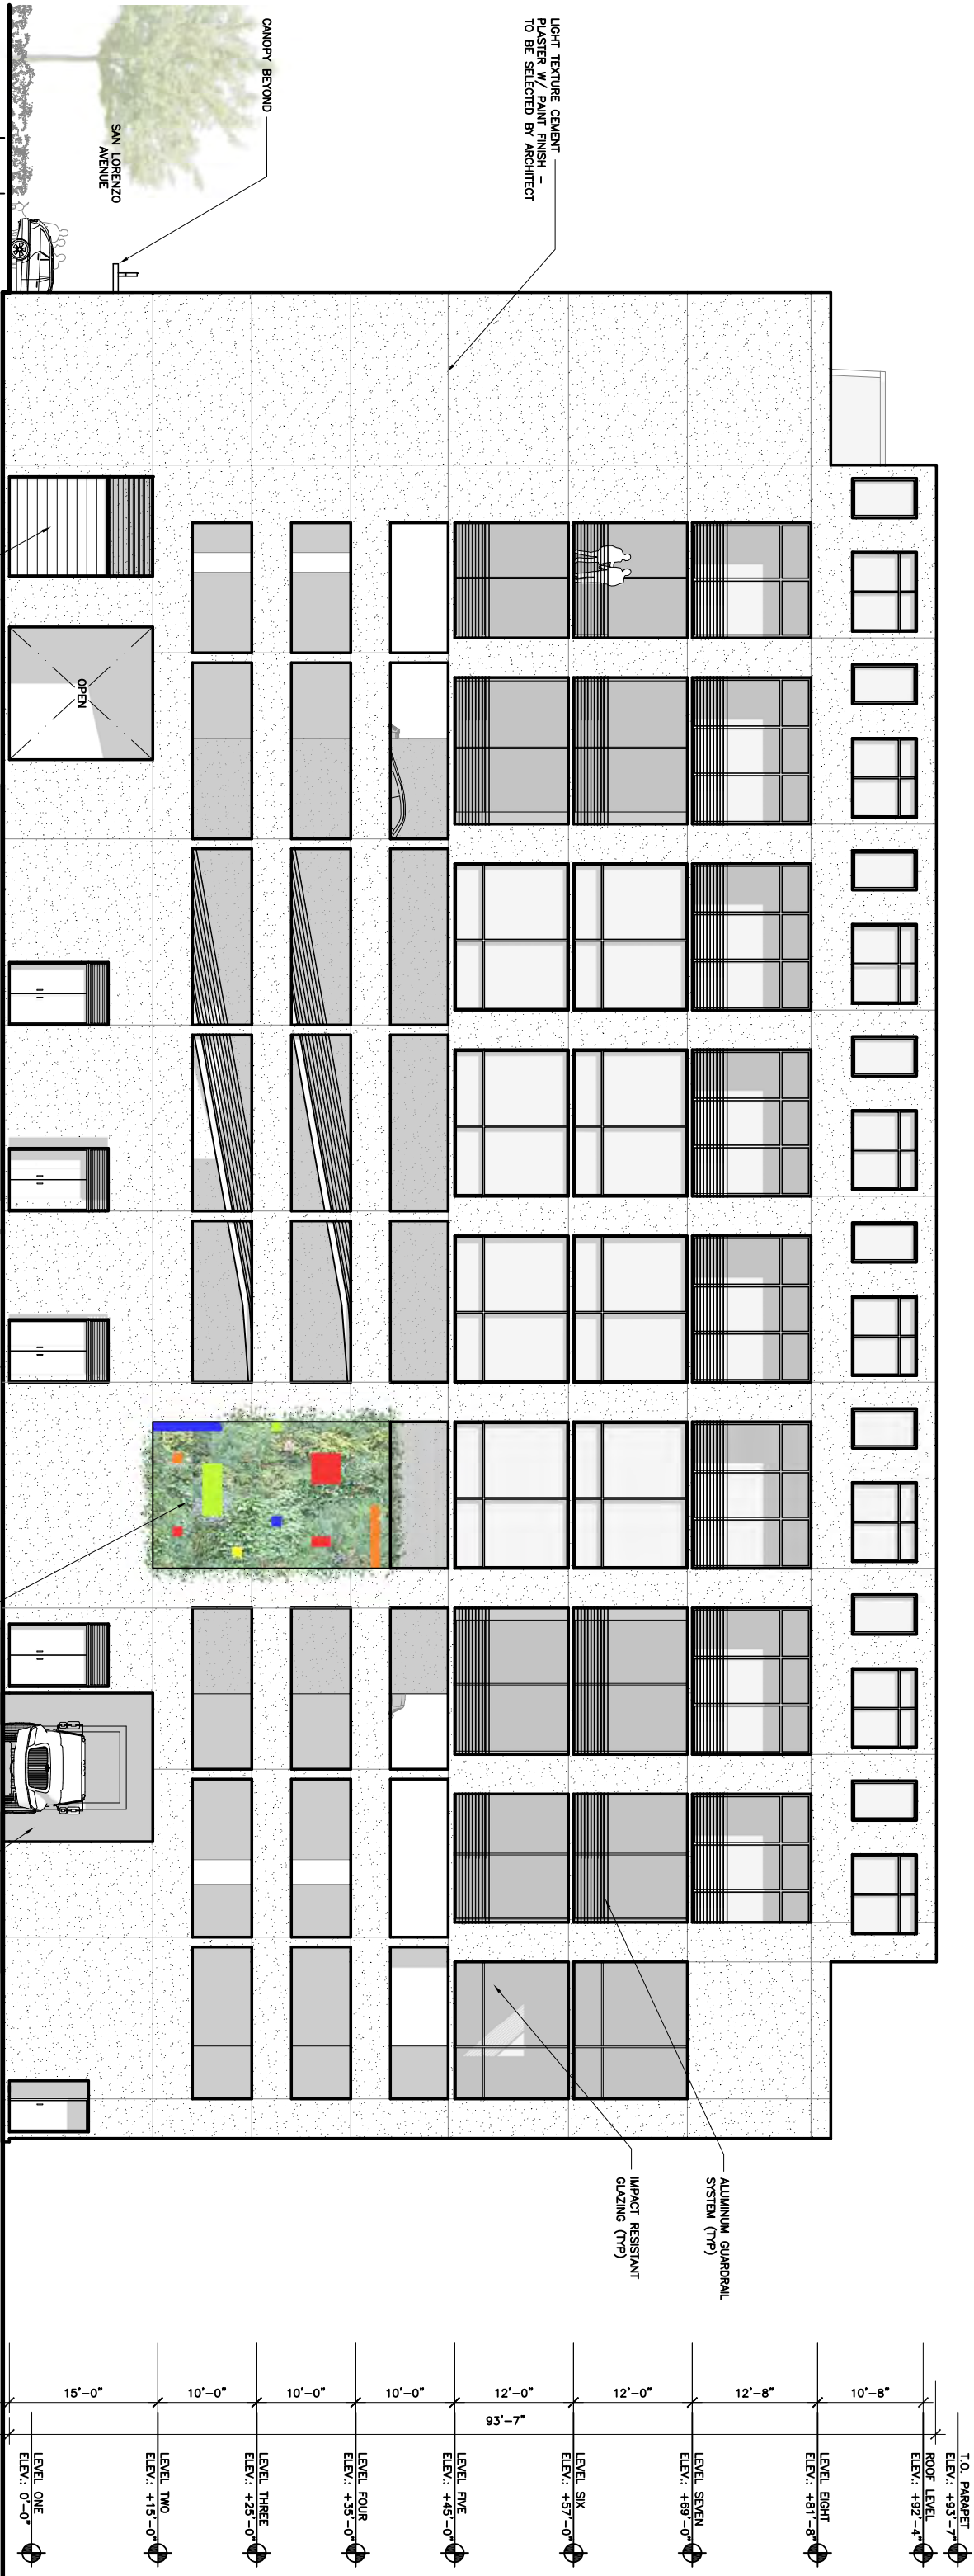 CANOPY BEYOND
SAN LORENZO
AVENUE
LIGHT TEXTURE CEMENT
PLASTER W/ PAINT FINISH -
TO BE SELECTED BY ARCHITECT
OPEN
ALUMINUM GUARDRAIL
SYSTEM (TYP)
IMPACT RESISTANT
GLAZING (TYP)
10'-8"
12'-8"
12'-0"
12'-0"
10'-0"
10'-0"
10'-0"
15'-0"
93'-7"
T.O. PARAPET
ELEV.: +93'-7"
ROOF LEVEL
ELEV.: +92'-4"
LEVEL EIGHT
ELEV.: +81'-8"
LEVEL SEVEN
ELEV.: +69'-0"
LEVEL SIX
ELEV.: +57'-0"
LEVEL FIVE
ELEV.: +45'-0"
LEVEL FOUR
ELEV.: +35'-0"
LEVEL THREE
ELEV.: +25'-0"
LEVEL TWO
ELEV.: +15'-0"
LEVEL ONE
ELEV.: 0'-0"